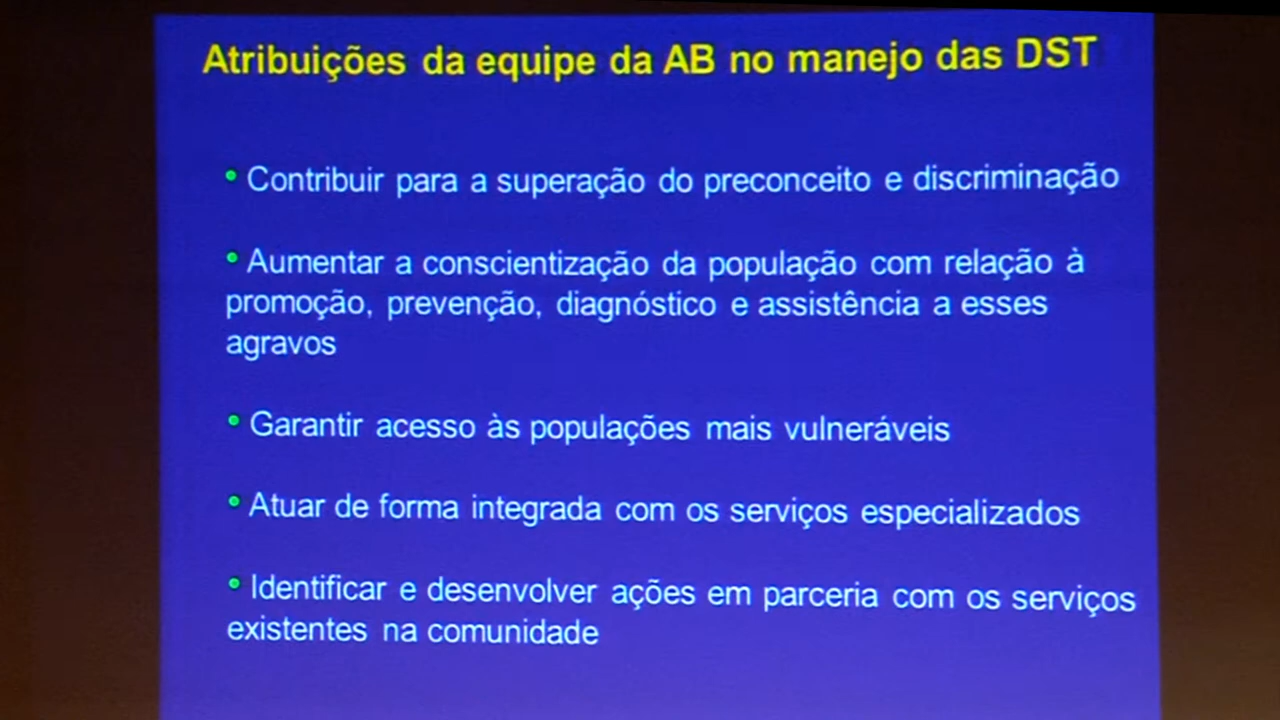 Atribuições da equipe da AB no manejo das DST
• Contribuir para a superação do preconceito e discriminação
• Aumentar a conscientização da população com relação à
promoção, prevenção, diagnóstico e assistência a esses
agravos
• Garantir acesso às populações mais vulneráveis
• Atuar de forma integrada com os serviços especializados
• Identificar e desenvolver ações em parceria com os serviços
existentes na comunidade